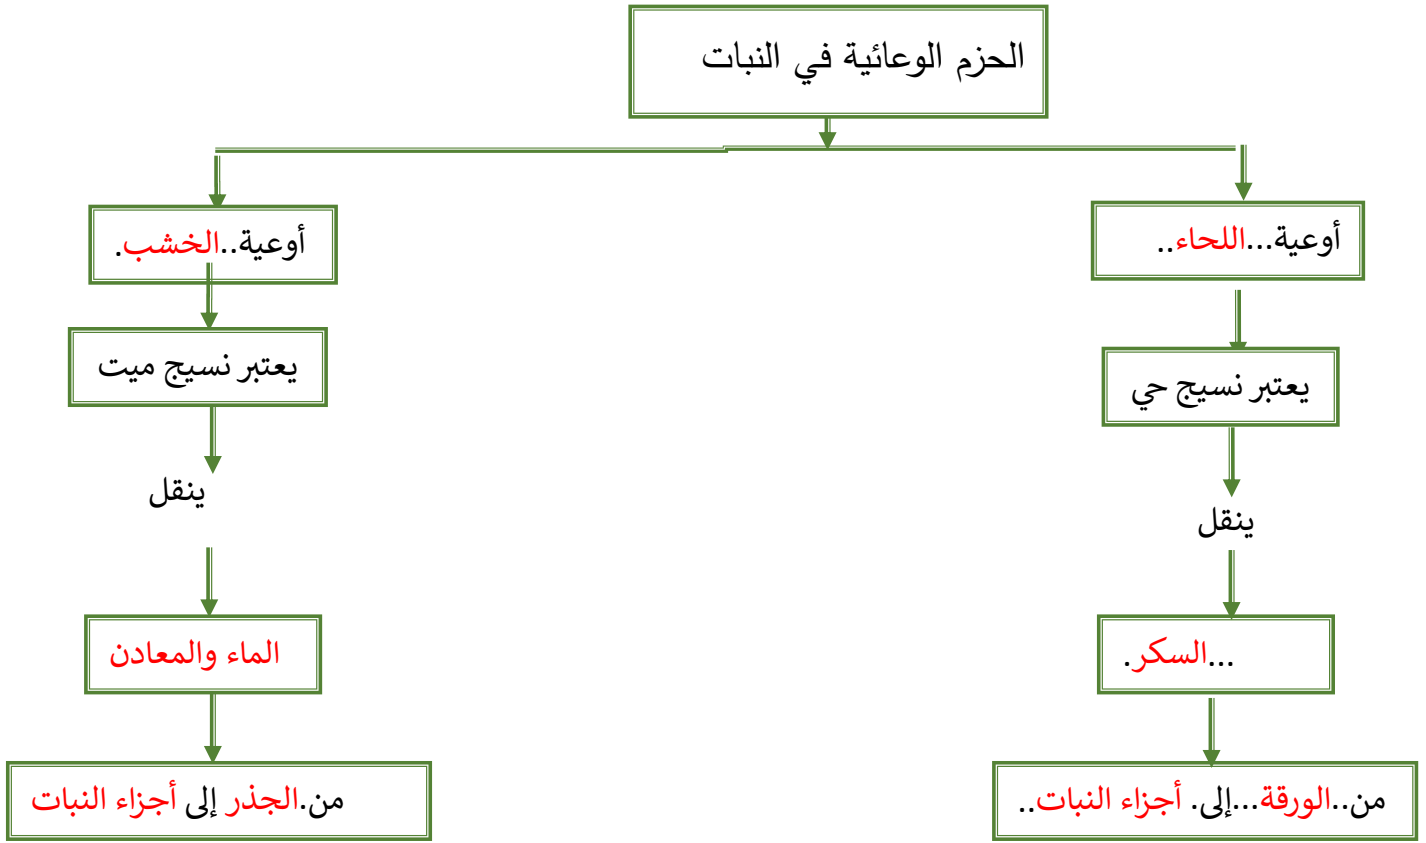 الحزم الوعائية في النبات
أوعية...اللحاء..
أوعية..الخشب.
يعتبر نسيج حي
يعتبر نسيج ميت
ينقل
ينقل
...السكر.
الماء والمعادن
من..الورقة...إلى. أجزاء النبات..
من.الجذر إلى أجزاء النبات